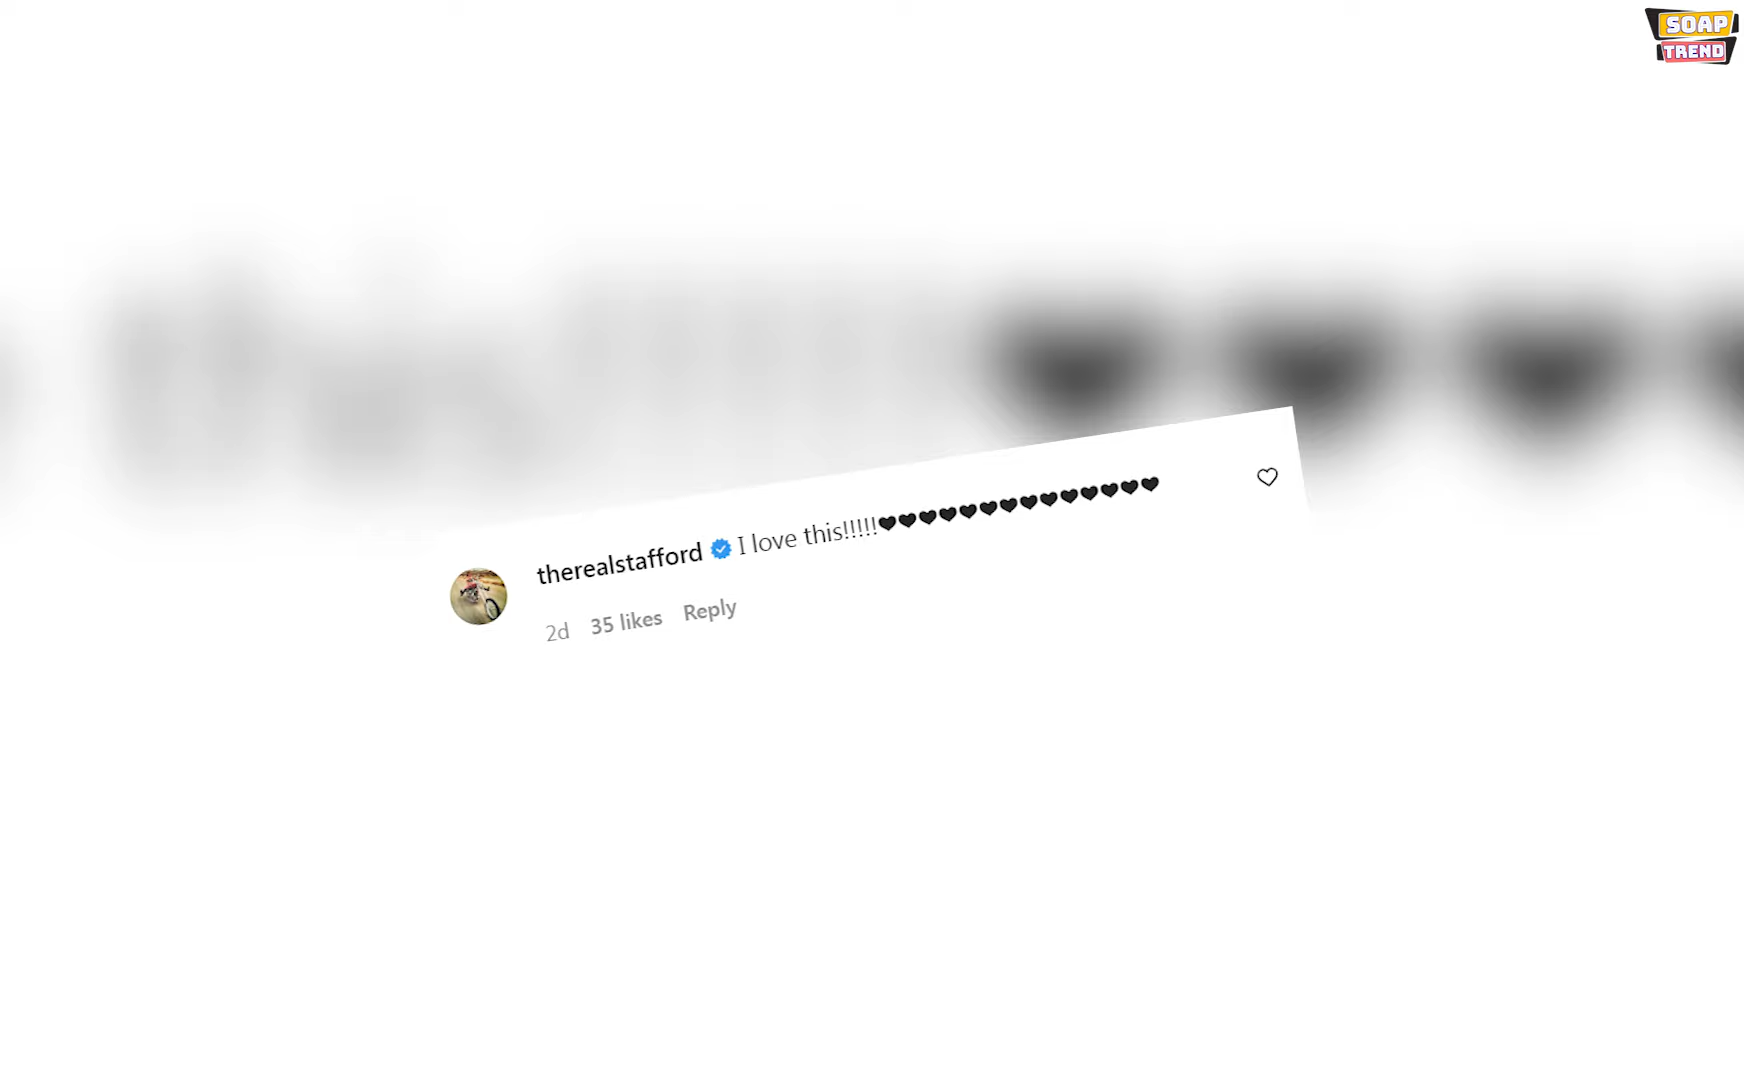 SOAP
TREND
therealstafford I love this!!!!!🖤🖤🖤🖤🖤🖤🖤🖤🖤🖤🖤🖤🖤🖤
2d 35 likes Reply